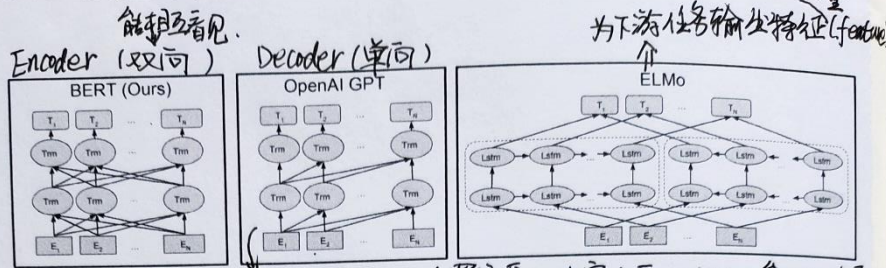 能相互看见.
为下游任务输出特征(feature
Encoder (双向)
Decoder (单向)
BERT (Ours)
OpenAI GPT
ELMo
T₁ T₂ ... Tₙ
Trm Trm ... Trm
Trm Trm ... Trm
E₁ E₂ ... Eₙ
T₁ T₂ ... Tₙ
Trm Trm ... Trm
Trm Trm ... Trm
E₁ E₂ ... Eₙ
T₁ T₂ ... Tₙ
Lstm Lstm ... Lstm Lstm Lstm ... Lstm
Lstm Lstm ... Lstm Lstm Lstm ... Lstm
E₁ E₂ ... Eₙ